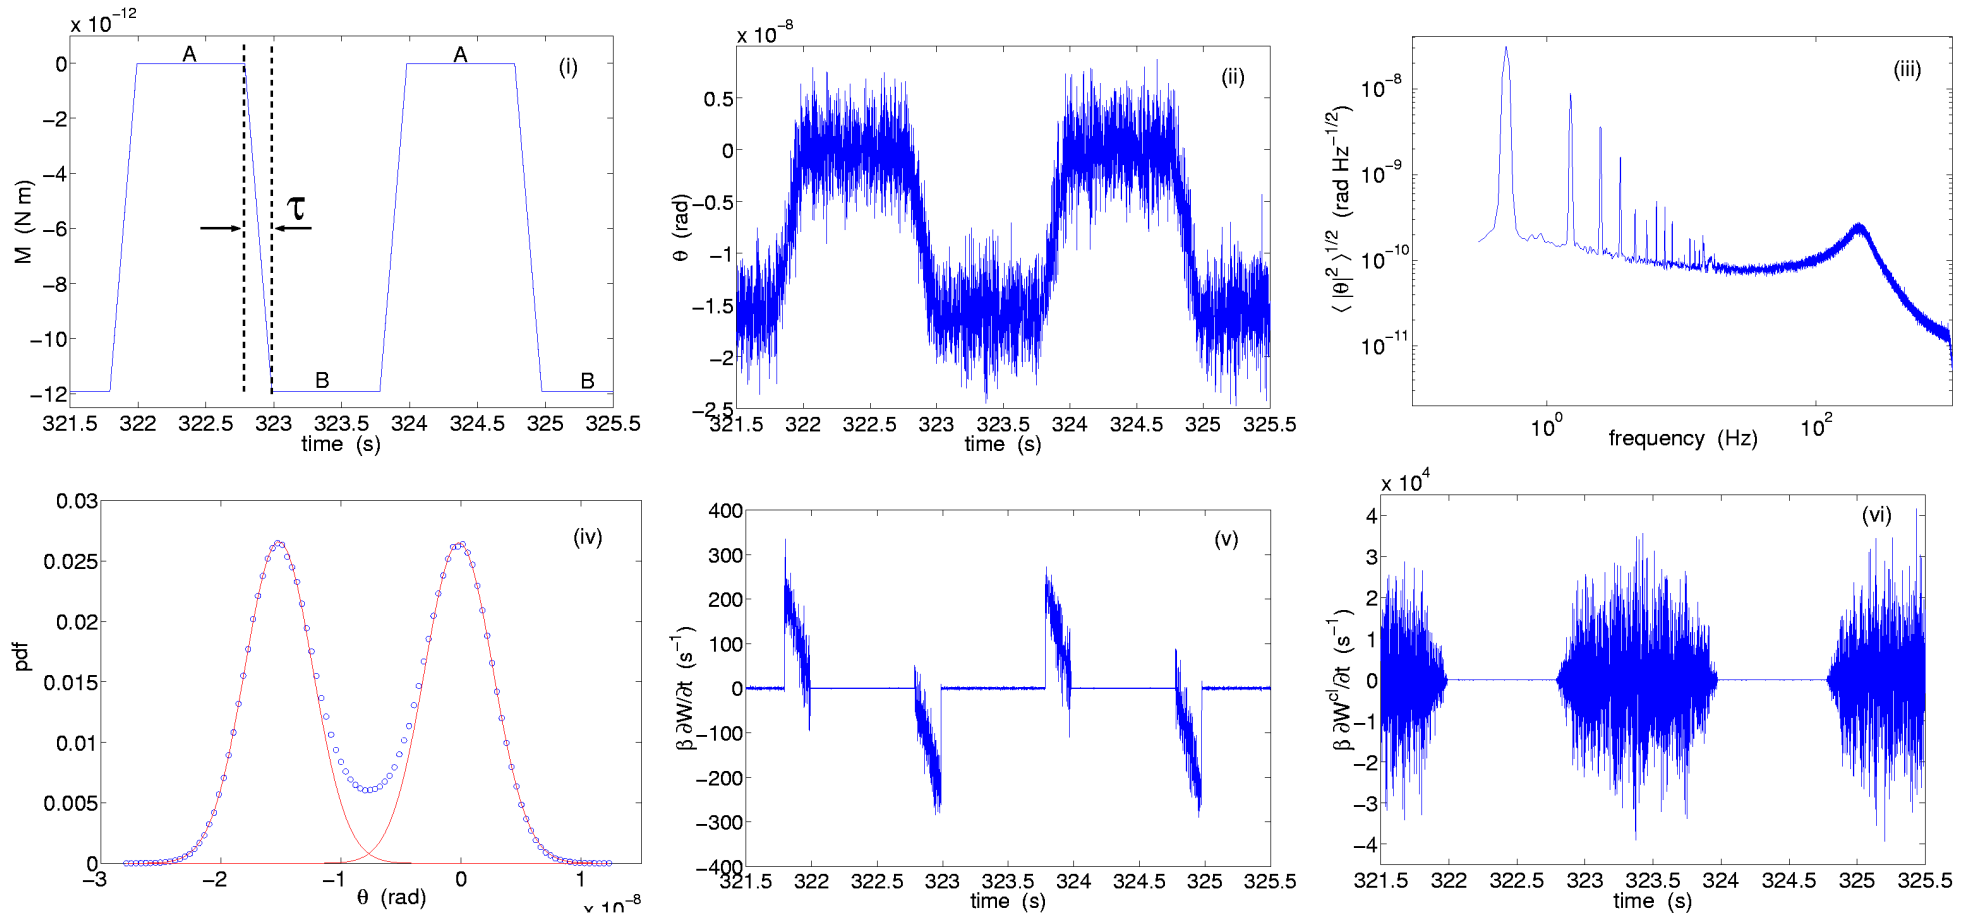 x 10⁻¹²
(i)
A
A
B
B
τ
M (N m)
0
−2
−4
−6
−8
−10
−12
321.5 322 322.5 323 323.5 324 324.5 325 325.5
time (s)
x 10⁻⁸
(ii)
θ (rad)
0.5
0
−0.5
−1
−1.5
−2
−2.5
321.5 322 322.5 323 323.5 324 324.5 325 325.5
time (s)
(iii)
⟨ |θ|² ⟩^1/2 (rad Hz^−1/2)
10⁻⁸
10⁻⁹
10⁻¹⁰
10⁻¹¹
10⁰ 10²
frequency (Hz)
(iv)
pdf
0.03
0.025
0.02
0.015
0.01
0.005
0
−3 −2 −1 0 1
θ (rad)
x 10⁻⁸
(v)
β ∂W/∂t (s⁻¹)
400
300
200
100
0
−100
−200
−300
−400
321.5 322 322.5 323 323.5 324 324.5 325 325.5
time (s)
x 10⁴
(vi)
β ∂W^cl/∂t (s⁻¹)
4
3
2
1
0
−1
−2
−3
−4
321.5 322 322.5 323 323.5 324 324.5 325 325.5
time (s)